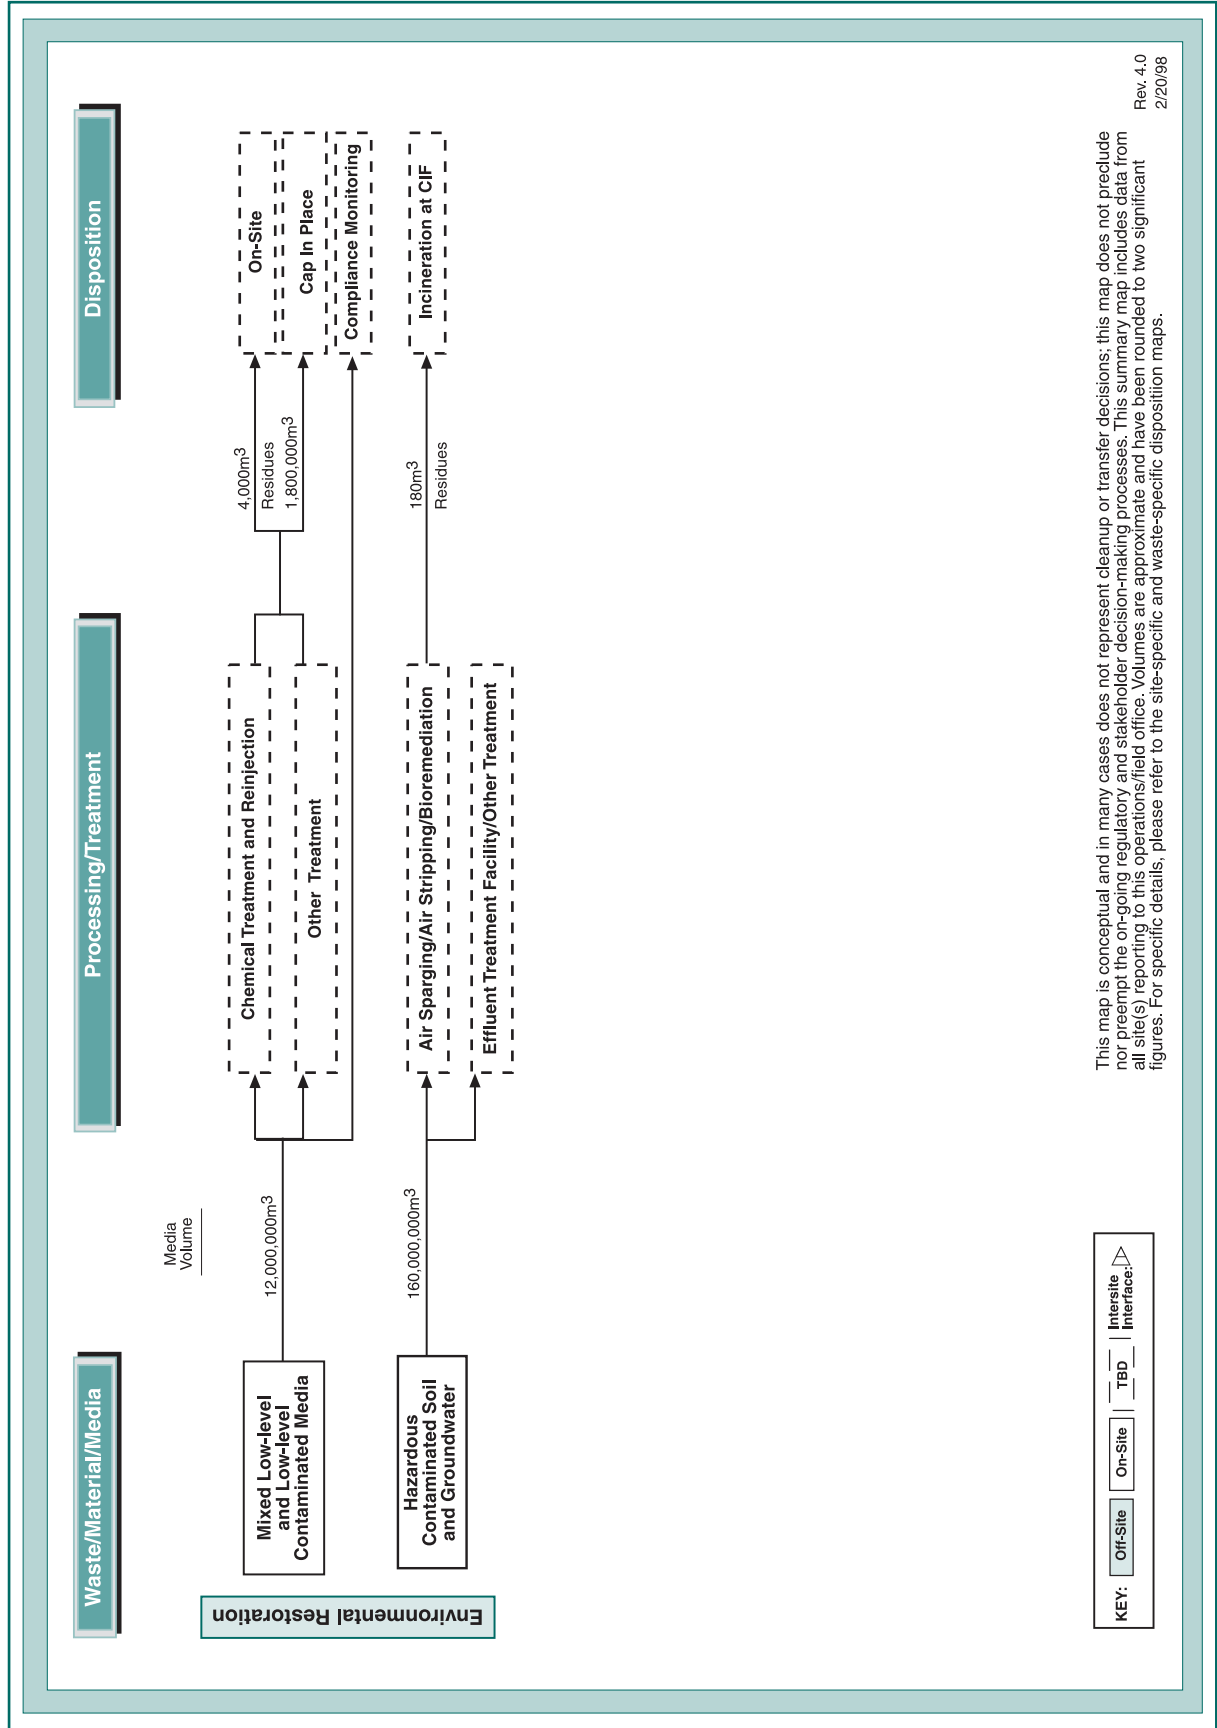 Waste/Material/Media
Processing/Treatment
Disposition
Media
Volume
Environmental Restoration
Mixed Low-level
and Low-level
Contaminated Media
12,000,000m3
Chemical Treatment and Reinjection
Other Treatment
4,000m3
Residues
1,800,000m3
On-Site
Cap In Place
Compliance Monitoring
Hazardous
Contaminated Soil
and Groundwater
160,000,000m3
Air Sparging/Air Stripping/Bioremediation
Effluent Treatment Facility/Other Treatment
180m3
Residues
Incineration at CIF
KEY:
Off-Site
On-Site
TBD
Intersite
Interface:
This map is conceptual and in many cases does not represent cleanup or transfer decisions; this map does not preclude
nor preempt the on-going regulatory and stakeholder decision-making processes. This summary map includes data from
all site(s) reporting to this operations/field office. Volumes are approximate and have been rounded to two significant
figures. For specific details, please refer to the site-specific and waste-specific dispositiion maps.
Rev. 4.0
2/20/98